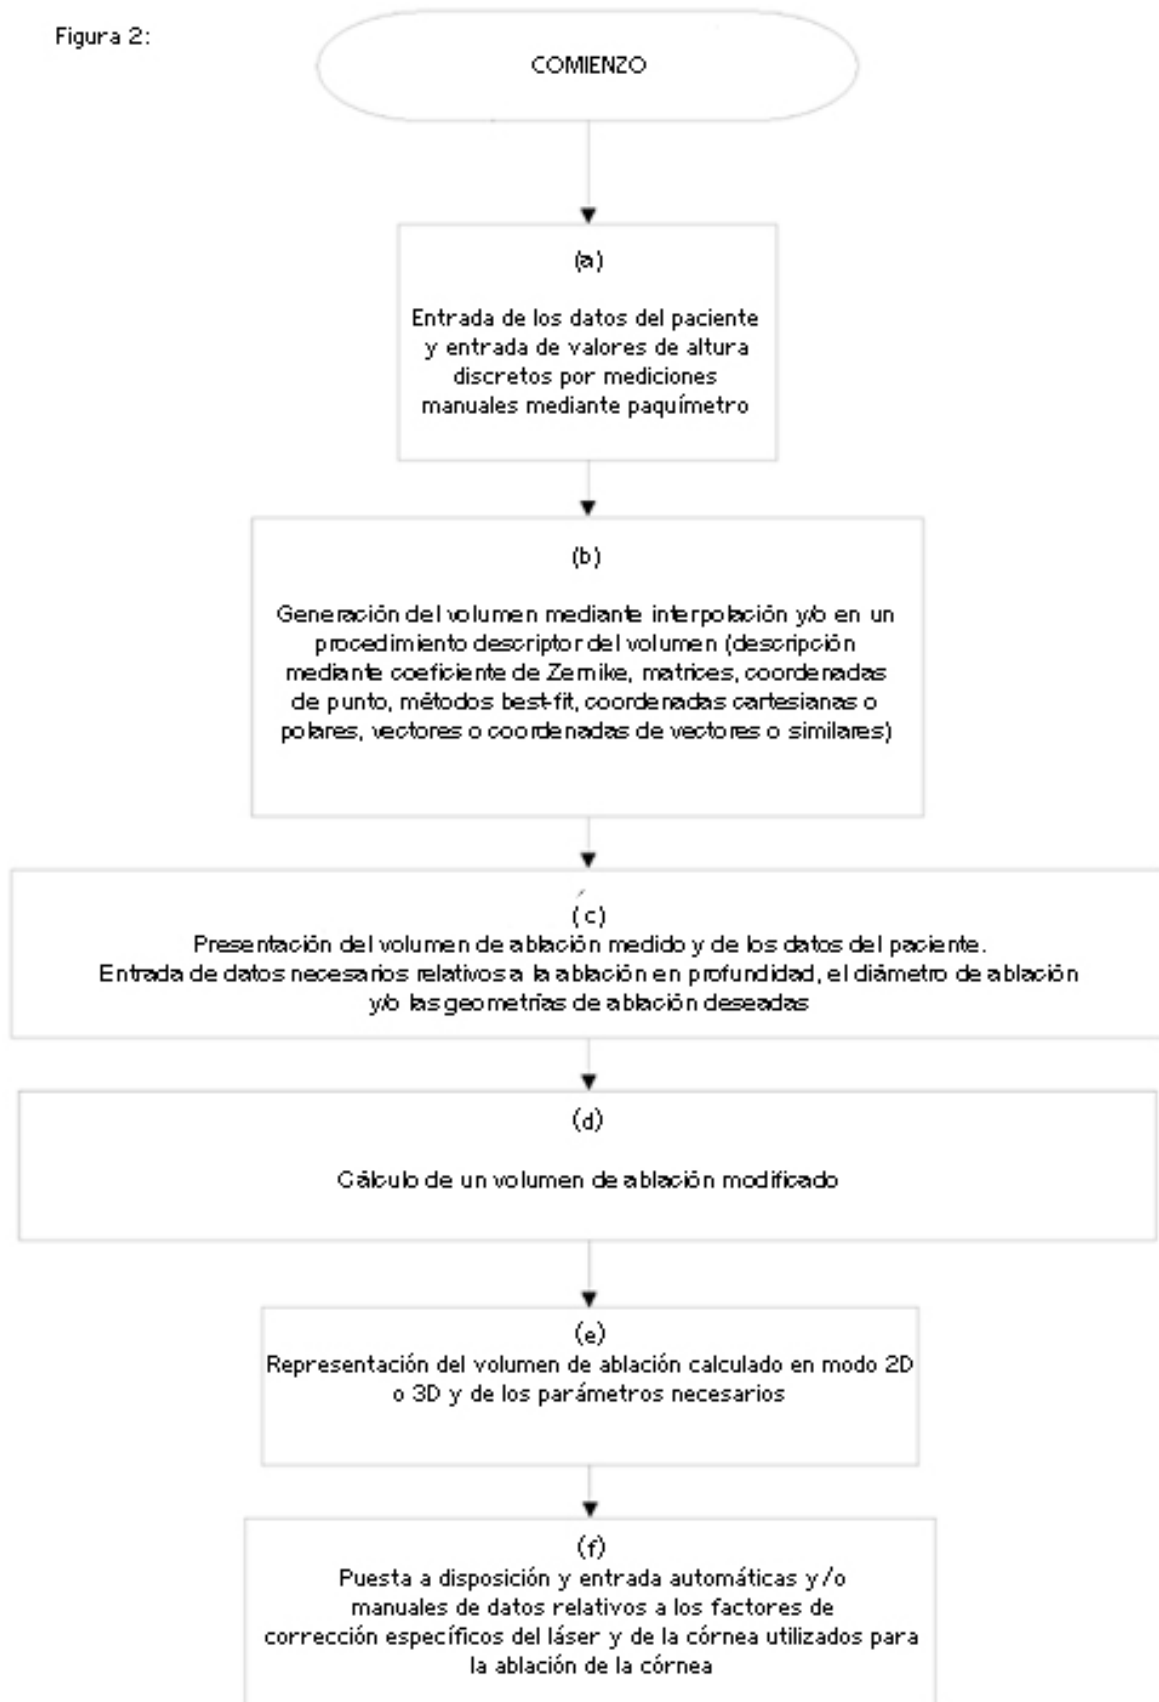 Figura 2:
COMIENZO
(a)
Entrada de los datos del paciente
y entrada de valores de altura
discretos por mediciones
manuales mediante paquímetro
(b)
Generación del volumen mediante interpolación y/o en un
procedimiento descriptor del volumen (descripción
mediante coeficiente de Zernike, matrices, coordenadas
de punto, métodos best-fit, coordenadas cartesianas o
polares, vectores o coordenadas de vectores o similares)
(c)
Presentación del volumen de ablación medido y de los datos del paciente.
Entrada de datos necesarios relativos a la ablación en profundidad, el diámetro de ablación
y/o las geometrías de ablación deseadas
(d)
Cálculo de un volumen de ablación modificado
(e)
Representación del volumen de ablación calculado en modo 2D
o 3D y de los parámetros necesarios
(f)
Puesta a disposición y entrada automáticas y/o
manuales de datos relativos a los factores de
corrección específicos del láser y de la córnea utilizados para
la ablación de la córnea